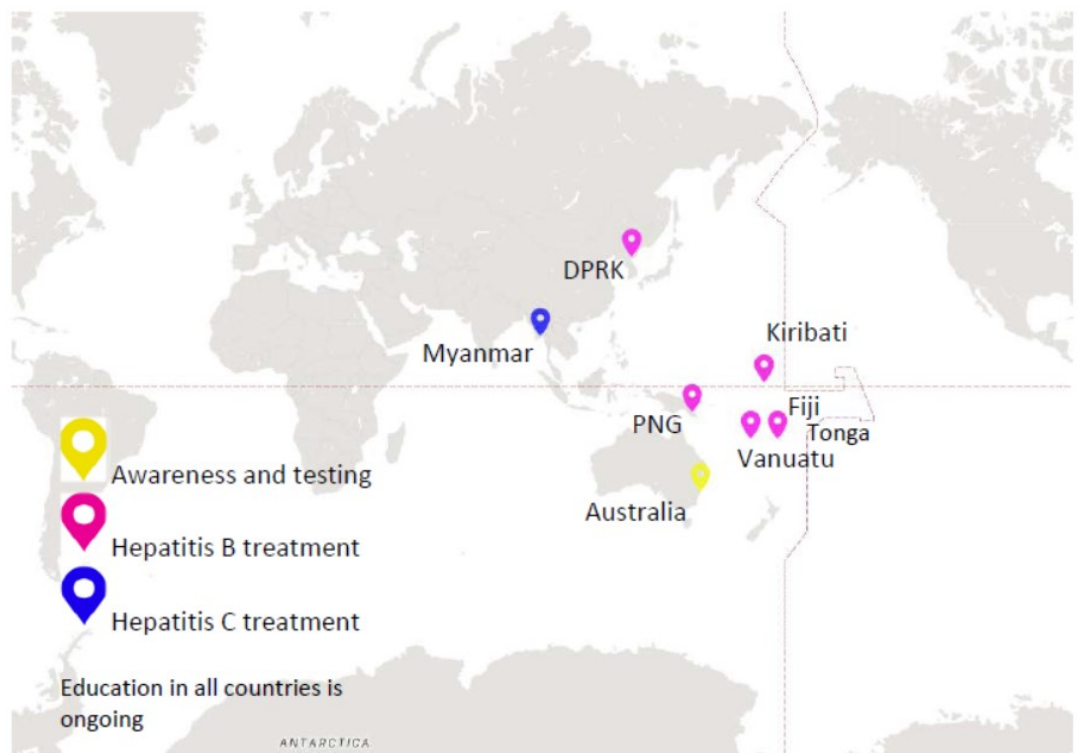 DPRK
Myanmar
Kiribati
PNG
Fiji
Tonga
Vanuatu
Australia
Awareness and testing
Hepatitis B treatment
Hepatitis C treatment
Education in all countries is
ongoing
ANTARCTICA